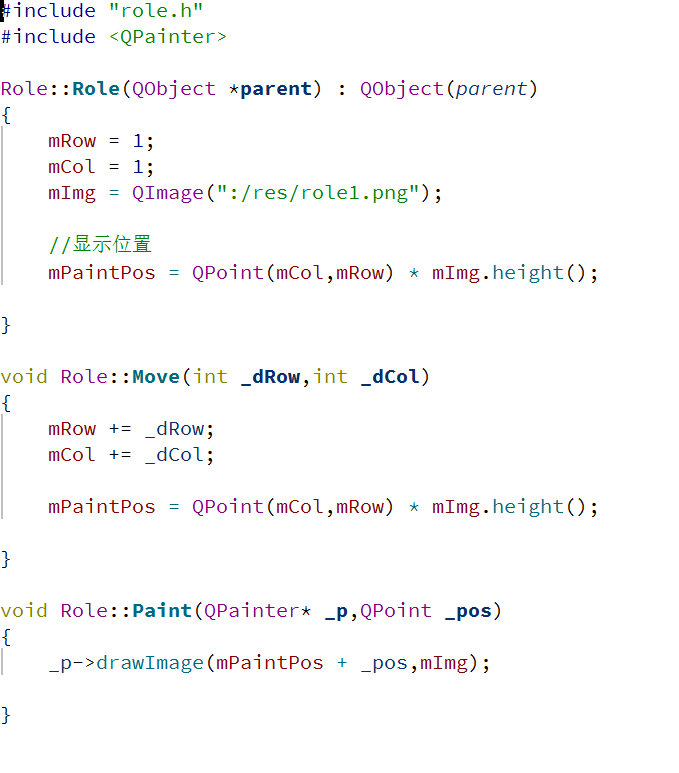 #include "role.h"
#include <QPainter>
Role::Role(QObject *parent) : QObject(parent)
{
mRow = 1;
mCol = 1;
mImg = QImage(":/res/role1.png");
//显示位置
mPaintPos = QPoint(mCol,mRow) * mImg.height();
}
void Role::Move(int _dRow,int _dCol)
{
mRow += _dRow;
mCol += _dCol;
mPaintPos = QPoint(mCol,mRow) * mImg.height();
}
void Role::Paint(QPainter* _p,QPoint _pos)
{
_p->drawImage(mPaintPos + _pos,mImg);
}